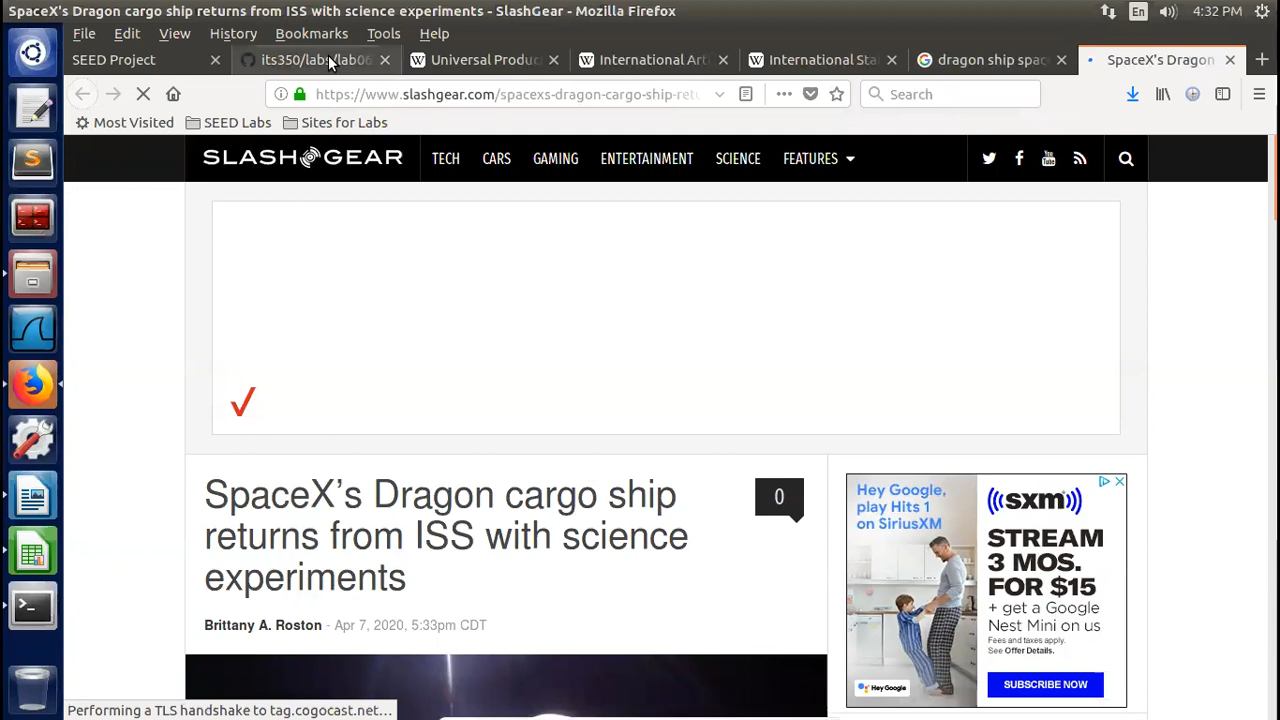 SpaceX's Dragon cargo ship returns from ISS with science experiments - SlashGear - Mozilla Firefox
En
4:32 PM
File Edit View History Bookmarks Tools Help
SEED Project
its350/labs/lab06
Universal Produc
International Arti
International Sta
dragon ship spac
SpaceX's Dragon
https://www.slashgear.com/spacexs-dragon-cargo-ship-retu
Search
Most Visited SEED Labs Sites for Labs
SLASHGEAR
TECH CARS GAMING ENTERTAINMENT SCIENCE FEATURES
SpaceX's Dragon cargo ship
returns from ISS with science
experiments
0
Brittany A. Roston - Apr 7, 2020, 5:33pm CDT
Hey Google,
play Hits 1
on SiriusXM
Hey Google
((sxm))
STREAM
3 MOS.
FOR $15
+ get a Google
Nest Mini on us
Fees and taxes apply.
See Offer Details.
SUBSCRIBE NOW
Performing a TLS handshake to tag.cogocast.net...